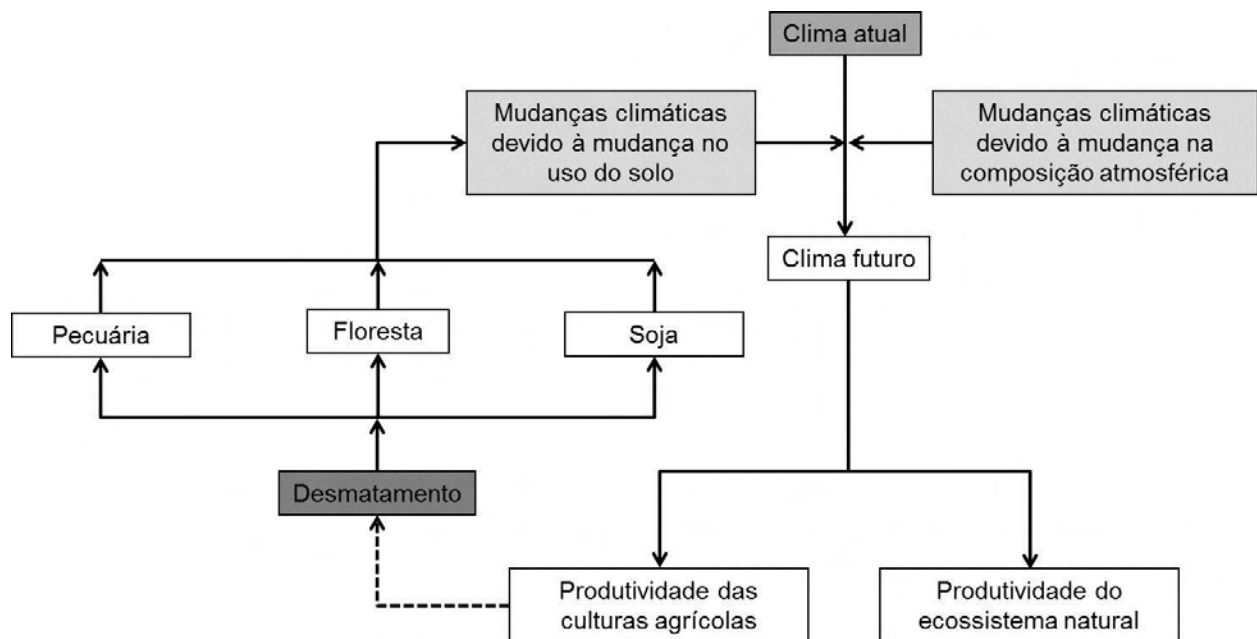 Clima atual
Mudanças climáticas
devido à mudança no
uso do solo
Mudanças climáticas
devido à mudança na
composição atmosférica
Clima futuro
Pecuária
Floresta
Soja
Desmatamento
Produtividade das
culturas agrícolas
Produtividade do
ecossistema natural